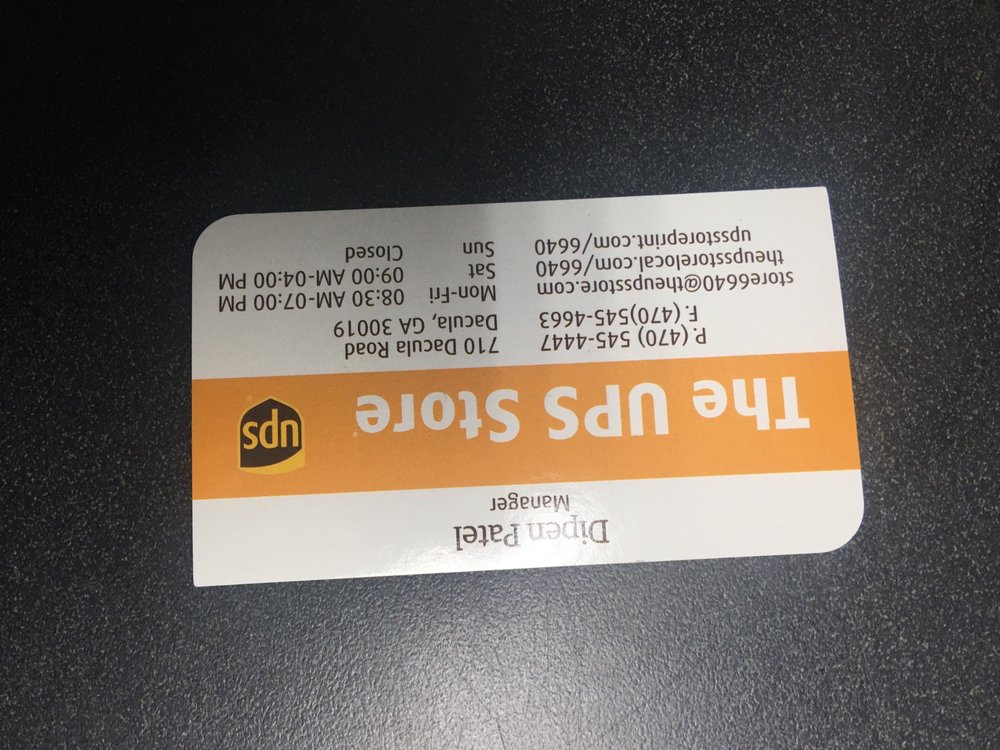 Dipen Patel
Manager
The UPS Store
ups
P. (470) 545-4447
F. (470)545-4663
store6640@theupsstore.com
theupsstorelocal.com/6640
upsstoreprint.com/6640
710 Dacula Road
Dacula, GA 30019
Mon-Fri 08:30 AM-07:00 PM
Sat 09:00 AM-04:00 PM
Sun Closed